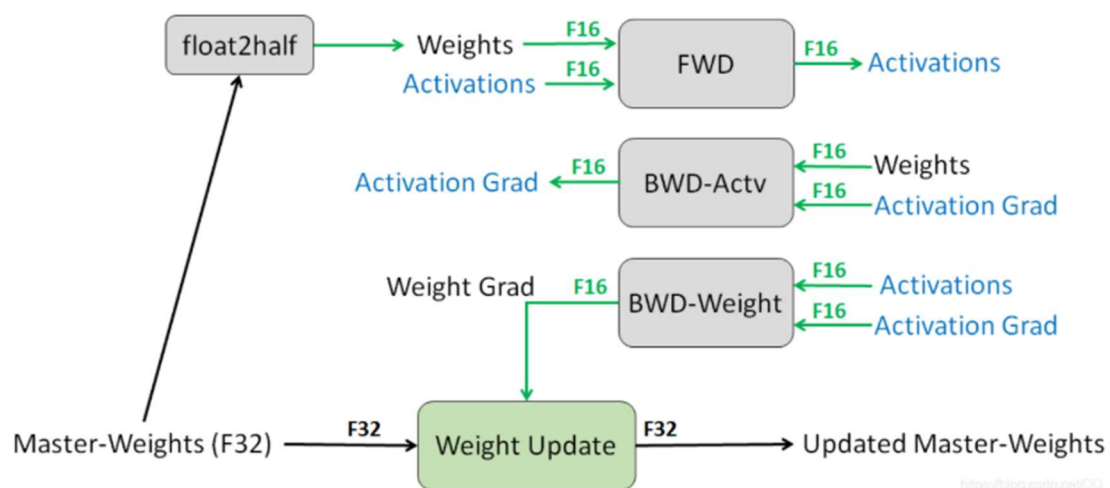 float2half
Weights
F16
Activations
F16
FWD
F16
Activations
Activation Grad
F16
BWD-Actv
F16
Weights
F16
Activation Grad
Weight Grad
F16
BWD-Weight
F16
Activations
F16
Activation Grad
Master-Weights (F32)
F32
Weight Update
F32
Updated Master-Weights